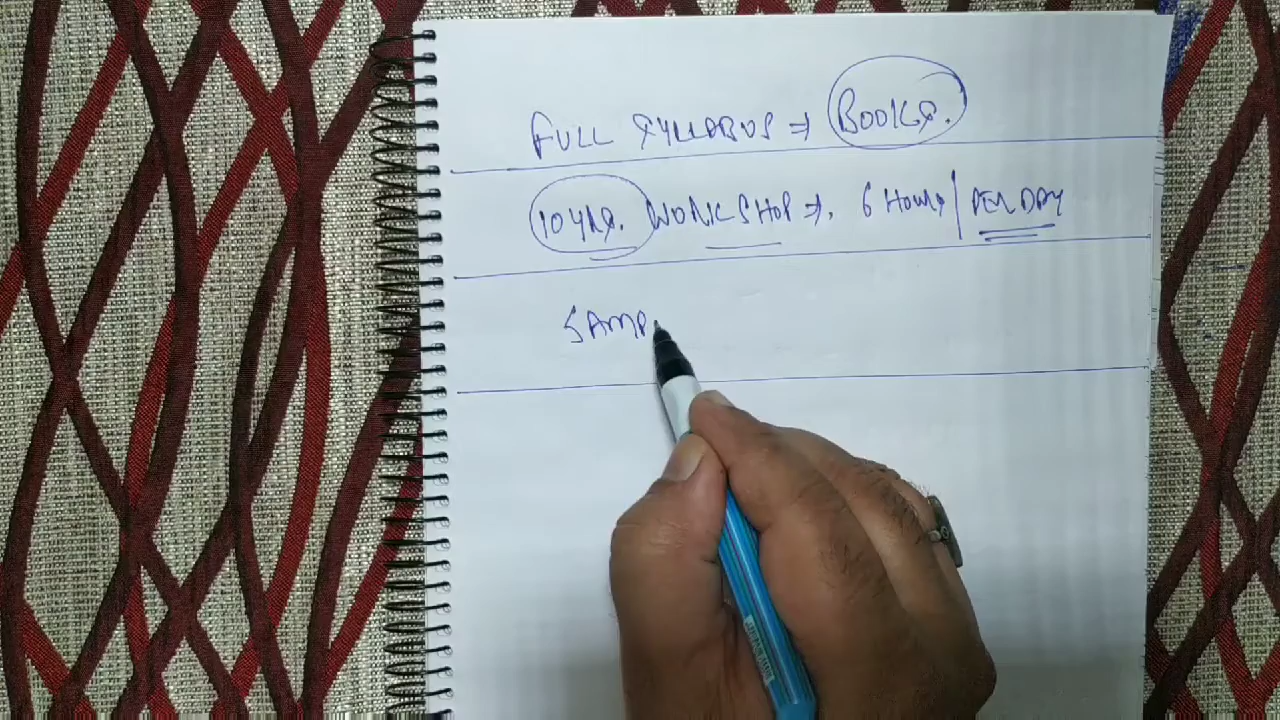 FULL SYLLABUS ⇒ BOOKS.
10 YRS. WORKSHOP ⇒. 6 HOURS | PER DAY
SAMP